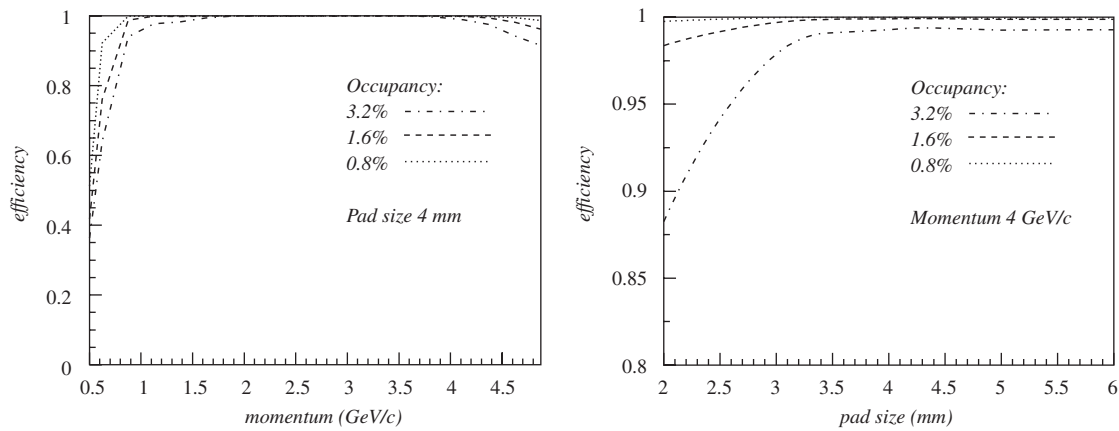 1
0.8
0.6
0.4
0.2
0
efficiency
0.5 1 1.5 2 2.5 3 3.5 4 4.5
momentum (GeV/c)
Occupancy:
3.2%
1.6%
0.8%
Pad size 4 mm
1
0.95
0.9
0.85
0.8
efficiency
2 2.5 3 3.5 4 4.5 5 5.5 6
pad size (mm)
Occupancy:
3.2%
1.6%
0.8%
Momentum 4 GeV/c